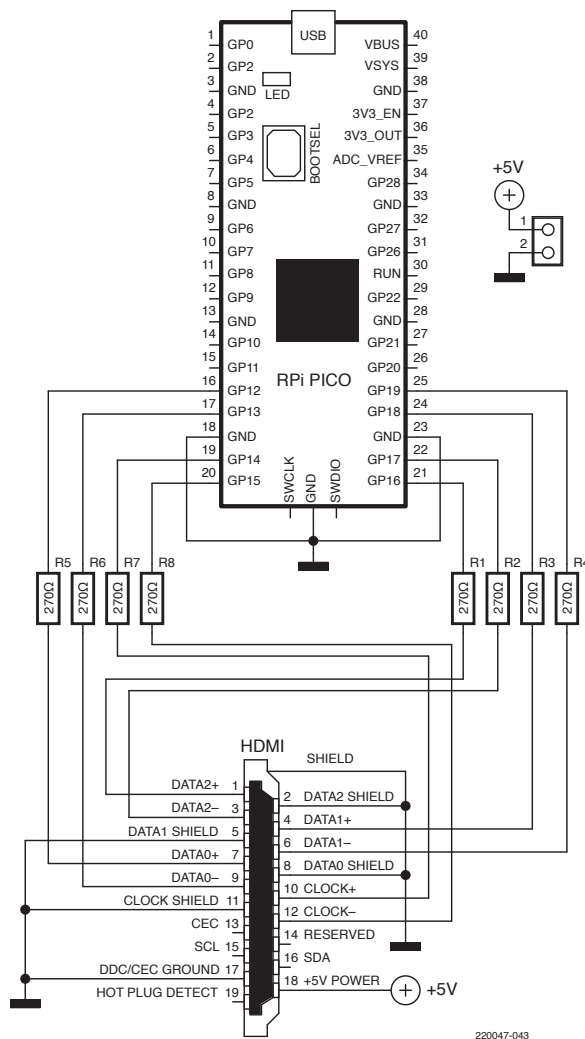 USB
1 GP0 VBUS 40
2 GP2 VSYS 39
3 GND GND 38
LED
4 GP2 3V3_EN 37
5 GP3 3V3_OUT 36
6 GP4 ADC_VREF 35
BOOTSEL
7 GP5 GP28 34
8 GND GND 33
9 GP6 GP27 32
10 GP7 GP26 31
11 GP8 RUN 30
12 GP9 GP22 29
13 GND GND 28
14 GP10 GP21 27
15 GP11 GP20 26
RPi PICO
16 GP12 GP19 25
17 GP13 GP18 24
18 GND GND 23
19 GP14 GP17 22
20 GP15 GP16 21
SWCLK
GND
SWDIO
+5V
1
2
R5 R6 R7 R8 R1 R2 R3 R4
270Ω 270Ω 270Ω 270Ω 270Ω 270Ω 270Ω 270Ω
HDMI
SHIELD
DATA2+ 1
2 DATA2 SHIELD
DATA2– 3
4 DATA1+
DATA1 SHIELD 5
6 DATA1–
DATA0+ 7
8 DATA0 SHIELD
DATA0– 9
10 CLOCK+
CLOCK SHIELD 11
12 CLOCK–
CEC 13
14 RESERVED
SCL 15
16 SDA
DDC/CEC GROUND 17
18 +5V POWER
+5V
HOT PLUG DETECT 19
220047-043